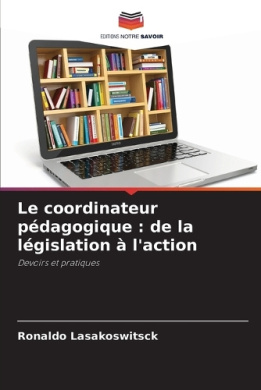 EDITIONS NOTRE SAVOIR
Le coordinateur
pédagogique : de la
législation à l'action
Devoirs et pratiques
Ronaldo Lasakoswitsck